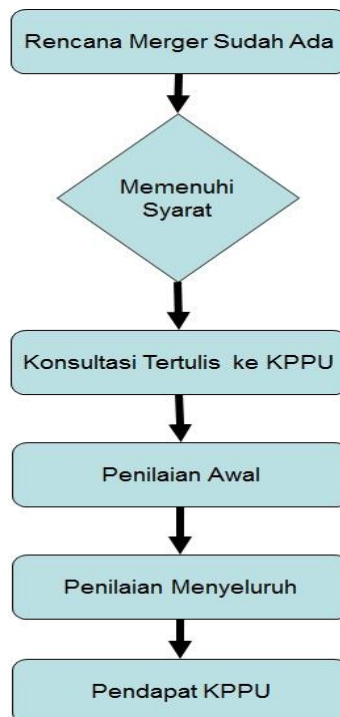 Rencana Merger Sudah Ada
Memenuhi
Syarat
Konsultasi Tertulis ke KPPU
Penilaian Awal
Penilaian Menyeluruh
Pendapat KPPU